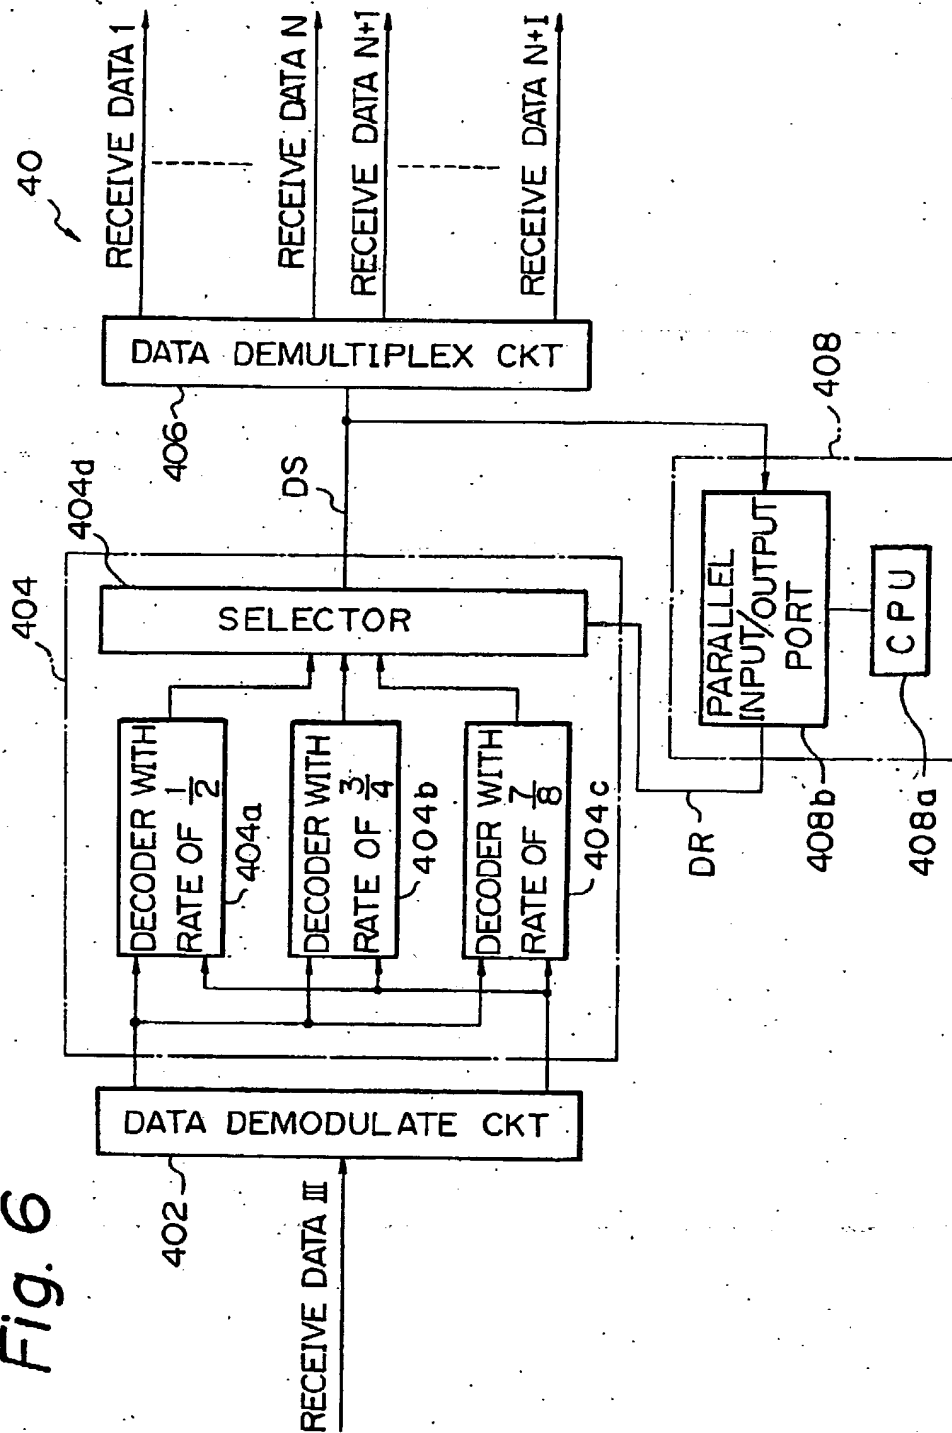 Fig. 6
40
RECEIVE DATA III
DATA DEMODULATE CKT
402
404
DECODER WITH
RATE OF 1/2
404a
DECODER WITH
RATE OF 3/4
404b
DECODER WITH
RATE OF 7/8
404c
SELECTOR
404d
DS
DATA DEMULTIPLEX CKT
406
RECEIVE DATA 1
RECEIVE DATA N
RECEIVE DATA N+1
RECEIVE DATA N+I
DR
PARALLEL
INPUT/OUTPUT
PORT
408b
CPU
408a
408